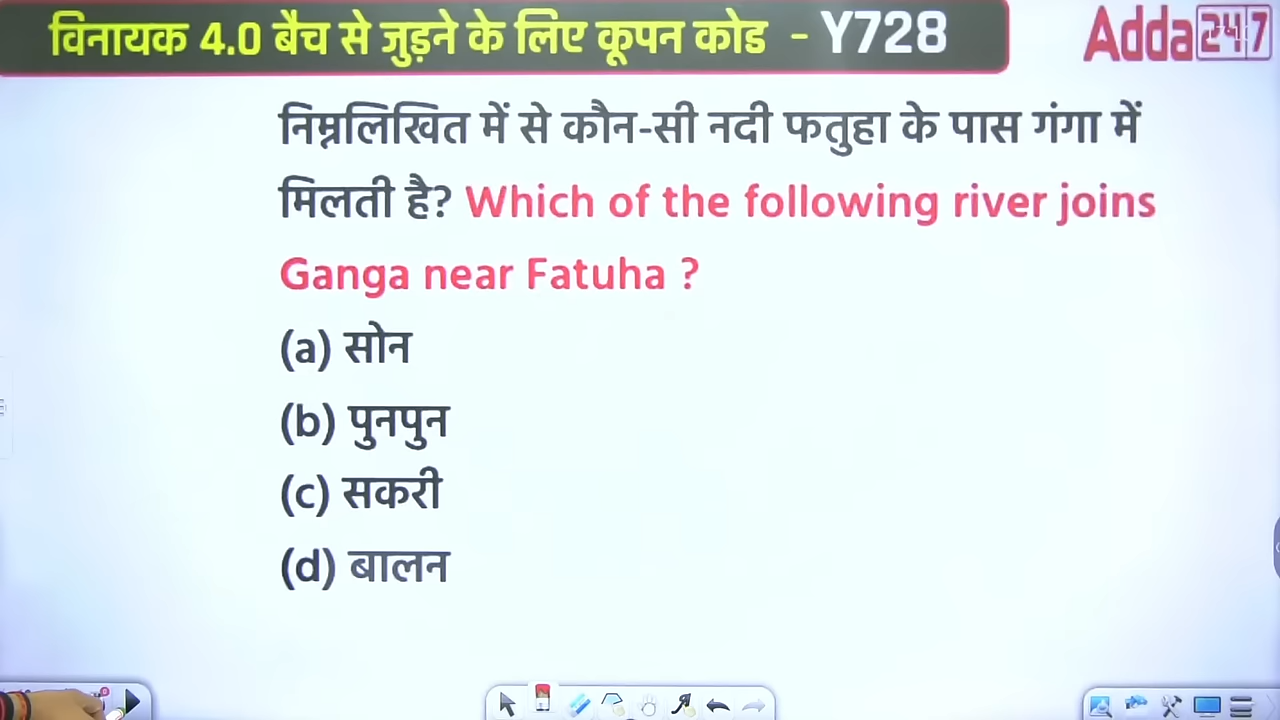 विनायक 4.0 बैच से जुड़ने के लिए कूपन कोड - Y728
Adda247
निम्नलिखित में से कौन-सी नदी फतुहा के पास गंगा में
मिलती है? Which of the following river joins
Ganga near Fatuha ?
(a) सोन
(b) पुनपुन
(c) सकरी
(d) बालन